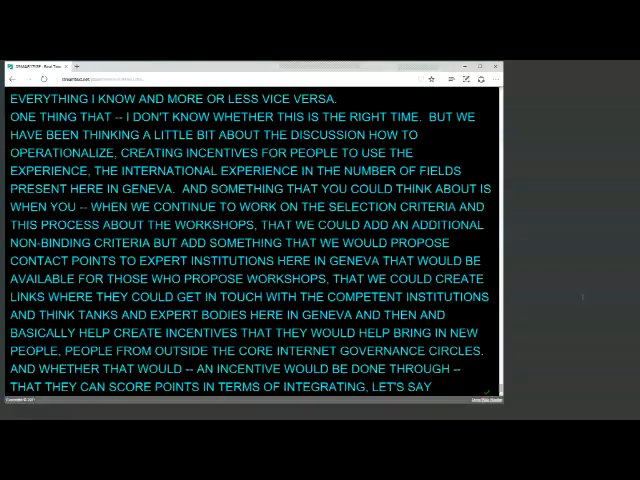 EVERYTHING I KNOW AND MORE OR LESS VICE VERSA.
ONE THING THAT -- I DON'T KNOW WHETHER THIS IS THE RIGHT TIME.  BUT WE
HAVE BEEN THINKING A LITTLE BIT ABOUT THE DISCUSSION HOW TO
OPERATIONALIZE, CREATING INCENTIVES FOR PEOPLE TO USE THE
EXPERIENCE, THE INTERNATIONAL EXPERIENCE IN THE NUMBER OF FIELDS
PRESENT HERE IN GENEVA.  AND SOMETHING THAT YOU COULD THINK ABOUT IS
WHEN YOU -- WHEN WE CONTINUE TO WORK ON THE SELECTION CRITERIA AND
THIS PROCESS ABOUT THE WORKSHOPS, THAT WE COULD ADD AN ADDITIONAL
NON-BINDING CRITERIA BUT ADD SOMETHING THAT WE WOULD PROPOSE
CONTACT POINTS TO EXPERT INSTITUTIONS HERE IN GENEVA THAT WOULD BE
AVAILABLE FOR THOSE WHO PROPOSE WORKSHOPS, THAT WE COULD CREATE
LINKS WHERE THEY COULD GET IN TOUCH WITH THE COMPETENT INSTITUTIONS
AND THINK TANKS AND EXPERT BODIES HERE IN GENEVA AND THEN AND
BASICALLY HELP CREATE INCENTIVES THAT THEY WOULD HELP BRING IN NEW
PEOPLE, PEOPLE FROM OUTSIDE THE CORE INTERNET GOVERNANCE CIRCLES.
AND WHETHER THAT WOULD -- AN INCENTIVE WOULD BE DONE THROUGH --
THAT THEY CAN SCORE POINTS IN TERMS OF INTEGRATING, LET'S SAY